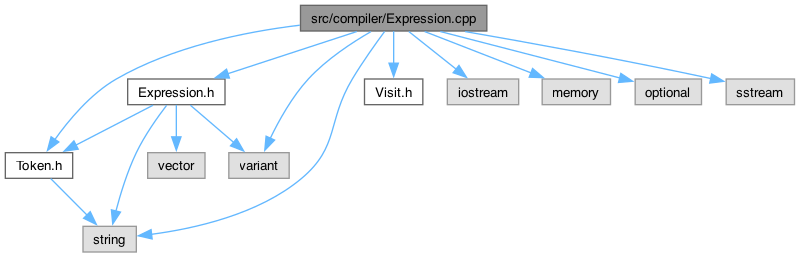 src/compiler/Expression.cpp
Expression.h
Visit.h
iostream
memory
optional
sstream
Token.h
vector
variant
string